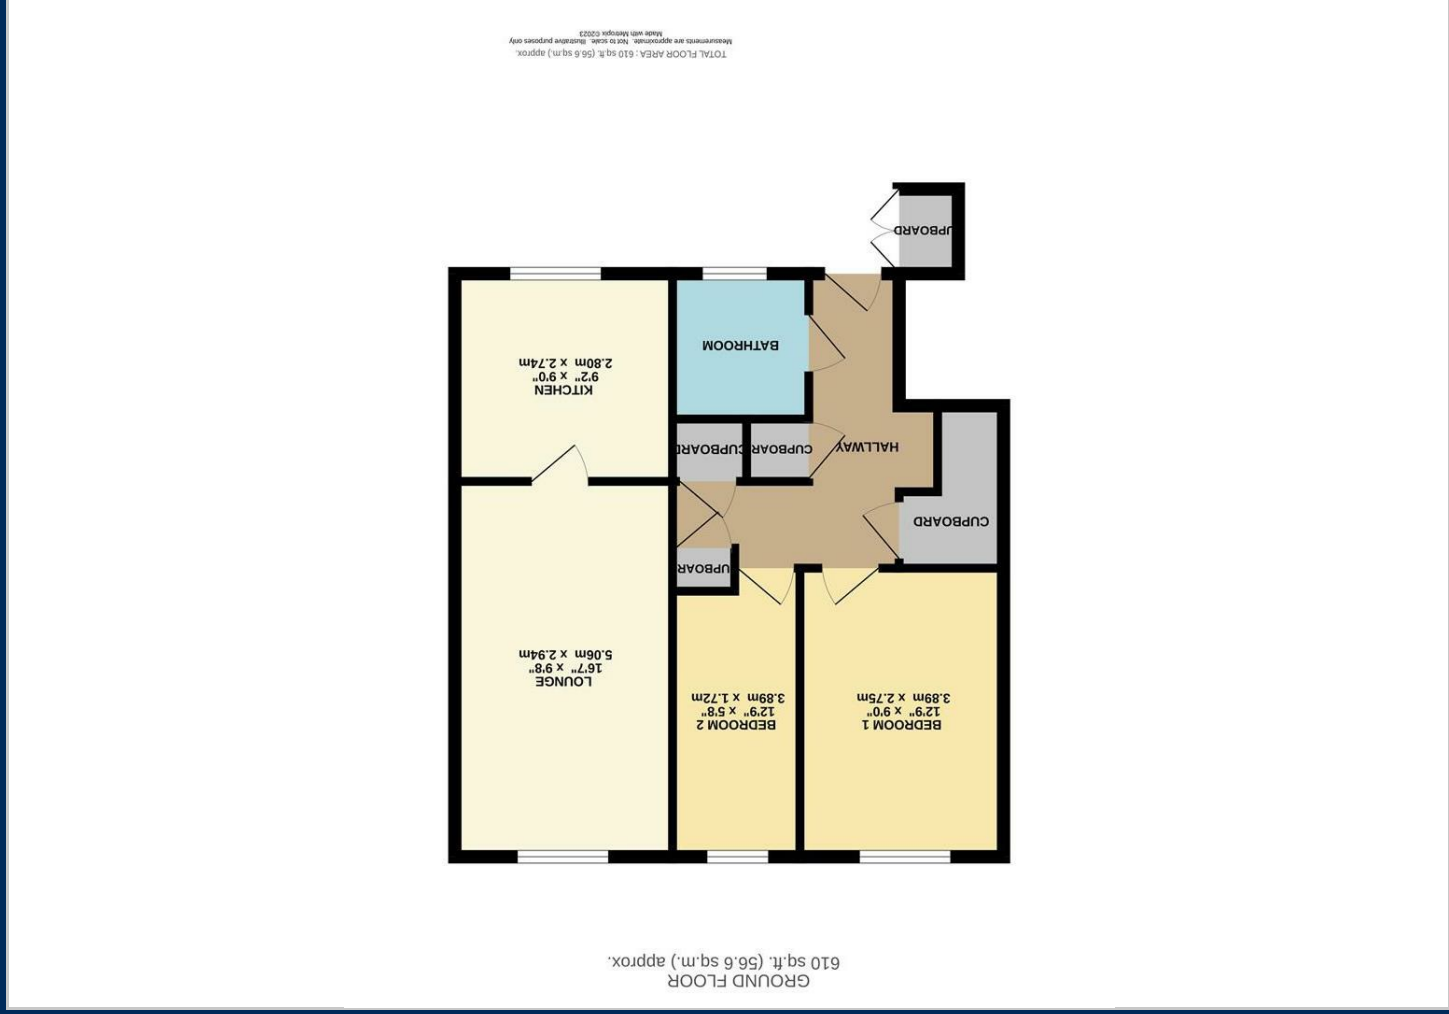 GROUND FLOOR
610 sq.ft. (56.6 sq.m.) approx.
BEDROOM 1
12'9" x 9'0"
3.89m x 2.75m
BEDROOM 2
12'9" x 5'8"
3.89m x 1.72m
LOUNGE
16'7" x 9'8"
5.06m x 2.94m
UPBOAR
CUPBOARD
HALLWAY
CUPBOAR
CUPBOARD
KITCHEN
9'2" x 9'0"
2.80m x 2.74m
BATHROOM
UPBOARD
TOTAL FLOOR AREA : 610 sq.ft. (56.6 sq.m.) approx.
Measurements are approximate. Not to scale. Illustrative purposes only
Made with Metropix ©2023